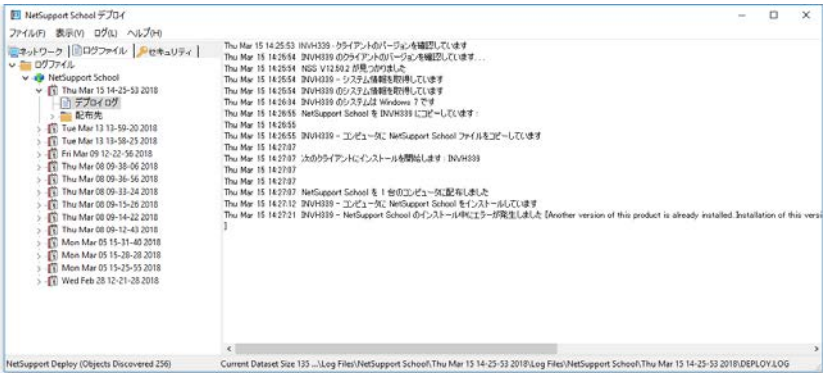 NetSupport School デプロイ
ファイル(F) 表示(V) ログ(L) ヘルプ(H)
ネットワーク ログファイル セキュリティ
ログファイル
NetSupport School
Thu Mar 15 14-25-53 2018
デプロイ ログ
配布先
Tue Mar 13 13-59-20 2018
Tue Mar 13 13-58-25 2018
Fri Mar 09 12-22-56 2018
Thu Mar 08 09-38-06 2018
Thu Mar 08 09-36-56 2018
Thu Mar 08 09-33-24 2018
Thu Mar 08 09-15-26 2018
Thu Mar 08 09-14-22 2018
Thu Mar 08 09-12-43 2018
Mon Mar 05 15-31-40 2018
Mon Mar 05 15-28-28 2018
Mon Mar 05 15-25-55 2018
Wed Feb 28 12-21-28 2018
Thu Mar 15 14:25:53 INVH339 - クライアントのバージョンを確認しています
Thu Mar 15 14:26:54 INVH339 のクライアントのバージョンを確認しています...
Thu Mar 15 14:26:54 NSS V12.50.2 が見つかりました
Thu Mar 15 14:26:54 INVH339 - システム情報を取得しています
Thu Mar 15 14:26:54 INVH339 のシステム情報を取得しています
Thu Mar 15 14:26:34 INVH339 のシステムは Windows 7 です
Thu Mar 15 14:26:55 NetSupport School を INVH339 にコピーしています:
Thu Mar 15 14:26:55
Thu Mar 15 14:26:55 INVH339 - コンピュータに NetSupport School ファイルをコピーしています
Thu Mar 15 14:27:07
Thu Mar 15 14:27:07 次のクライアントにインストールを開始します: INVH339
Thu Mar 15 14:27:07
Thu Mar 15 14:27:07
Thu Mar 15 14:27:07 NetSupport School を 1 台のコンピュータに配布しました
Thu Mar 15 14:27:12 INVH339 - コンピュータに NetSupport School をインストールしています
Thu Mar 15 14:27:21 INVH339 - NetSupport School のインストール中にエラーが発生しました [Another version of this product is already installed. Installation of this versi
]
NetSupport Deploy (Objects Discovered 256)
Current Dataset Size 135 ...\Log Files\NetSupport School\Thu Mar 15 14-25-53 2018\Log Files\NetSupport School\Thu Mar 15 14-25-53 2018\DEPLOY.LOG